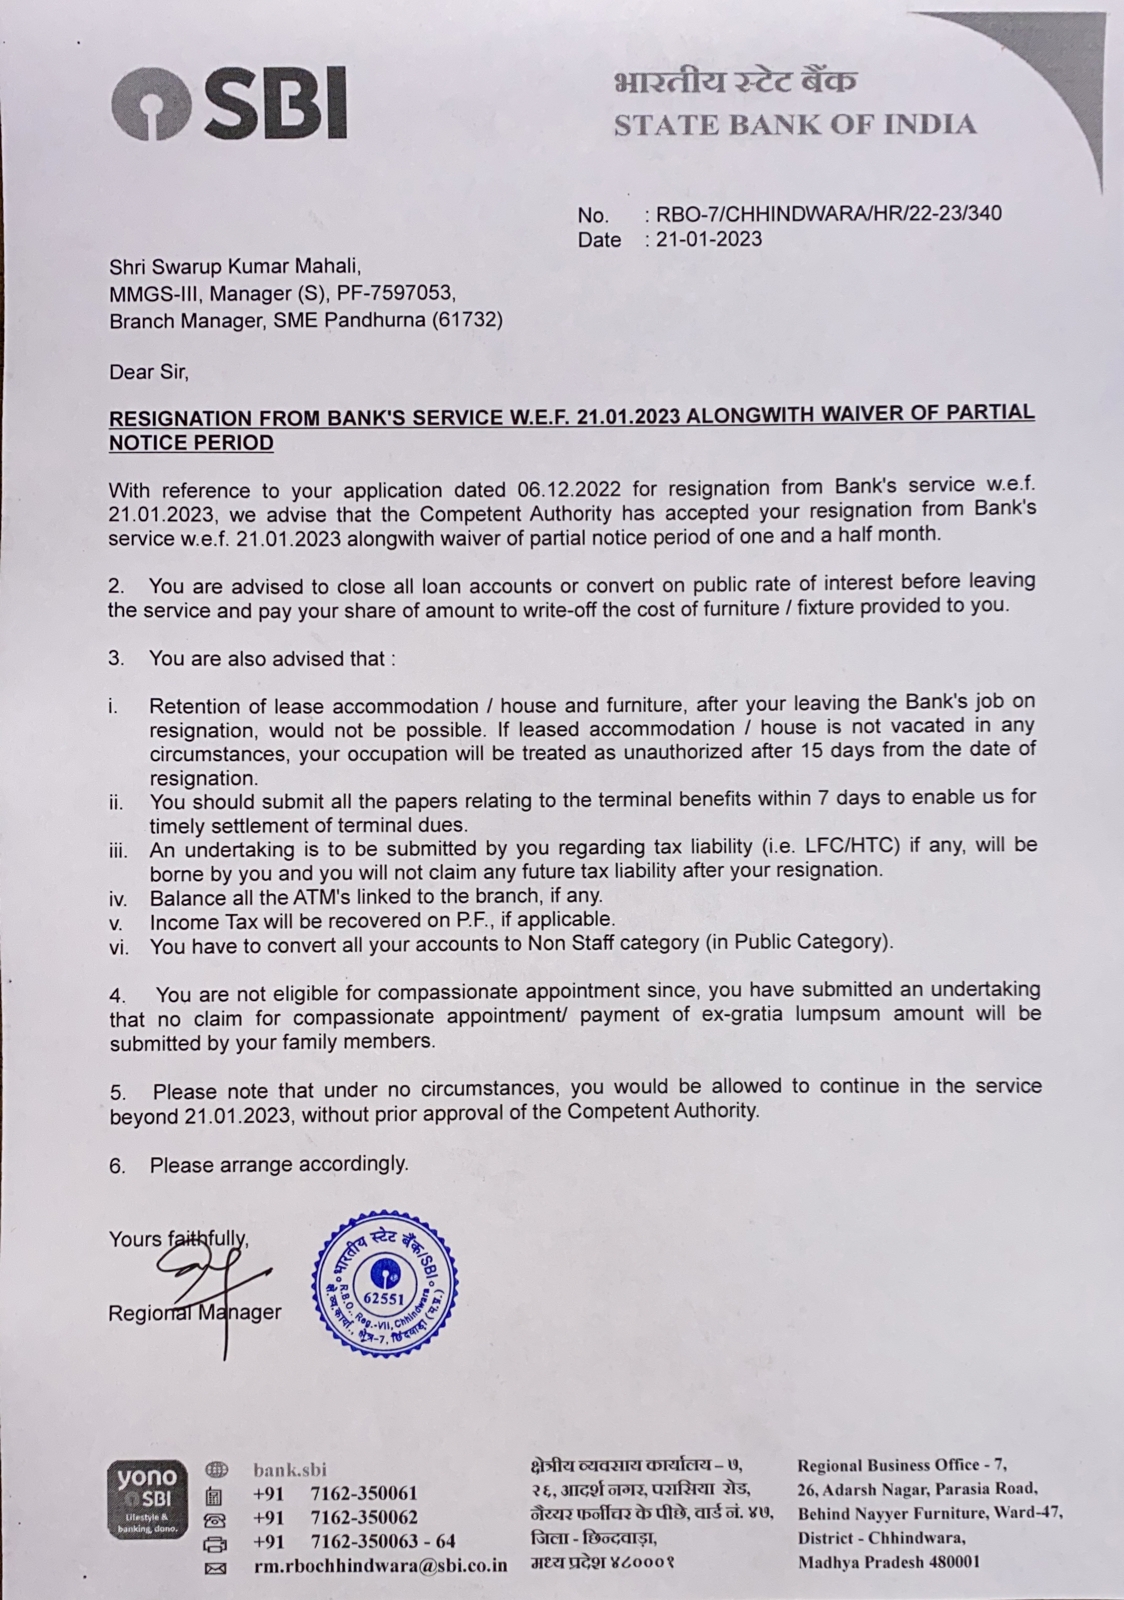 SBI
भारतीय स्टेट बैंक
STATE BANK OF INDIA
No. : RBO-7/CHHINDWARA/HR/22-23/340
Date : 21-01-2023
Shri Swarup Kumar Mahali,
MMGS-III, Manager (S), PF-7597053,
Branch Manager, SME Pandhurna (61732)
Dear Sir,
RESIGNATION FROM BANK'S SERVICE W.E.F. 21.01.2023 ALONGWITH WAIVER OF PARTIAL
NOTICE PERIOD
With reference to your application dated 06.12.2022 for resignation from Bank's service w.e.f.
21.01.2023, we advise that the Competent Authority has accepted your resignation from Bank's
service w.e.f. 21.01.2023 alongwith waiver of partial notice period of one and a half month.
2. You are advised to close all loan accounts or convert on public rate of interest before leaving
the service and pay your share of amount to write-off the cost of furniture / fixture provided to you.
3. You are also advised that :
i. Retention of lease accommodation / house and furniture, after your leaving the Bank's job on
resignation, would not be possible. If leased accommodation / house is not vacated in any
circumstances, your occupation will be treated as unauthorized after 15 days from the date of
resignation.
ii. You should submit all the papers relating to the terminal benefits within 7 days to enable us for
timely settlement of terminal dues.
iii. An undertaking is to be submitted by you regarding tax liability (i.e. LFC/HTC) if any, will be
borne by you and you will not claim any future tax liability after your resignation.
iv. Balance all the ATM's linked to the branch, if any.
v. Income Tax will be recovered on P.F., if applicable.
vi. You have to convert all your accounts to Non Staff category (in Public Category).
4. You are not eligible for compassionate appointment since, you have submitted an undertaking
that no claim for compassionate appointment/ payment of ex-gratia lumpsum amount will be
submitted by your family members.
5. Please note that under no circumstances, you would be allowed to continue in the service
beyond 21.01.2023, without prior approval of the Competent Authority.
6. Please arrange accordingly.
Yours faithfully,
Regional Manager
भारतीय स्टेट बैंक/SBI
62551
R.B.O., Reg.-VII, Chhindwara
क्षे.व्य.कार्या., क्षेत्र-7, छिंदवाड़ा (म.प्र.)
yono
SBI
Lifestyle &
banking, dono.
bank.sbi
+91 7162-350061
+91 7162-350062
+91 7162-350063 - 64
rm.rbochhindwara@sbi.co.in
क्षेत्रीय व्यवसाय कार्यालय – ७,
२६, आदर्श नगर, परासिया रोड,
नैय्यर फर्नीचर के पीछे, वार्ड नं. ४७,
जिला - छिन्दवाड़ा,
मध्य प्रदेश ४८०००१
Regional Business Office - 7,
26, Adarsh Nagar, Parasia Road,
Behind Nayyer Furniture, Ward-47,
District - Chhindwara,
Madhya Pradesh 480001